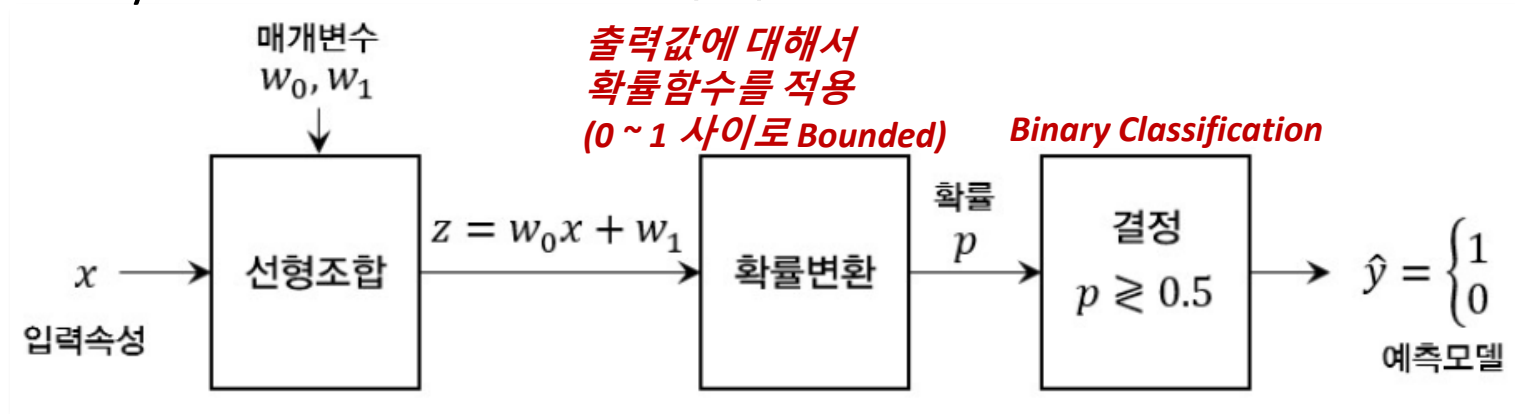 매개변수
w₀, w₁
출력값에 대해서
확률함수를 적용
(0 ~ 1 사이로 Bounded)
Binary Classification
x
입력속성
선형조합
z = w₀x + w₁
확률변환
확률
p
결정
p ≷ 0.5
ŷ = {1
0
예측모델